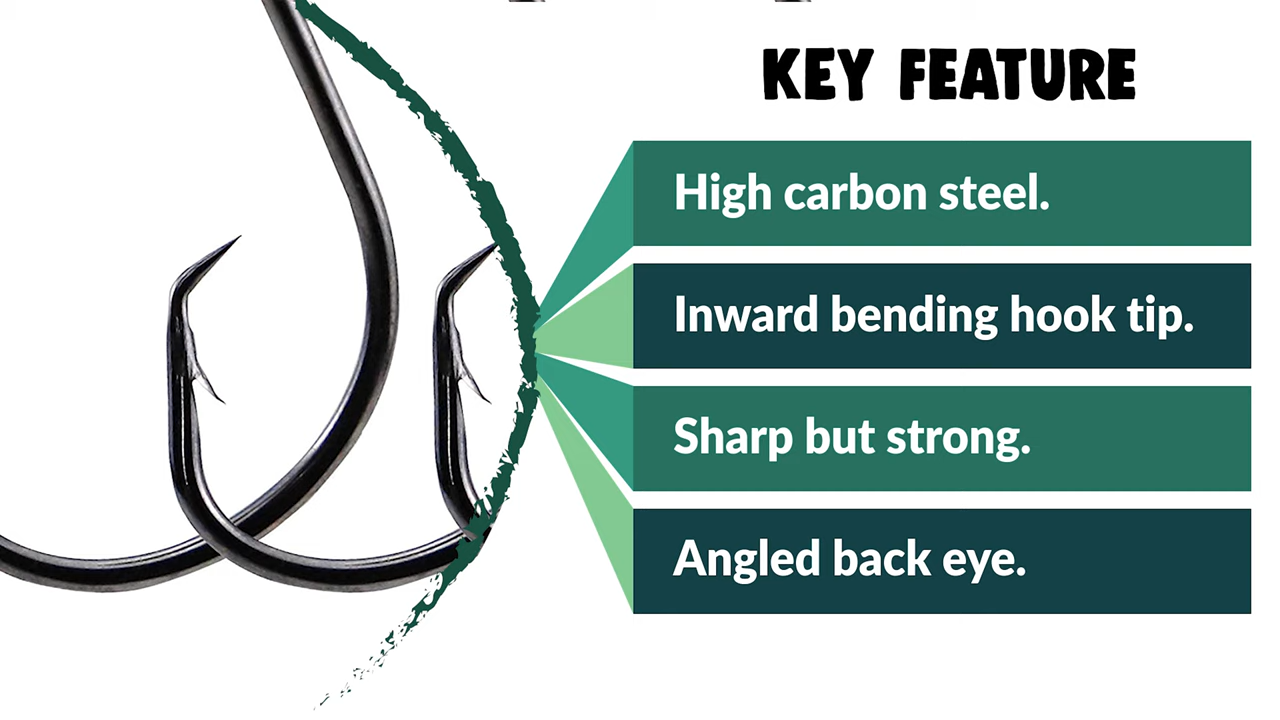 KEY FEATURE
High carbon steel.
Inward bending hook tip.
Sharp but strong.
Angled back eye.